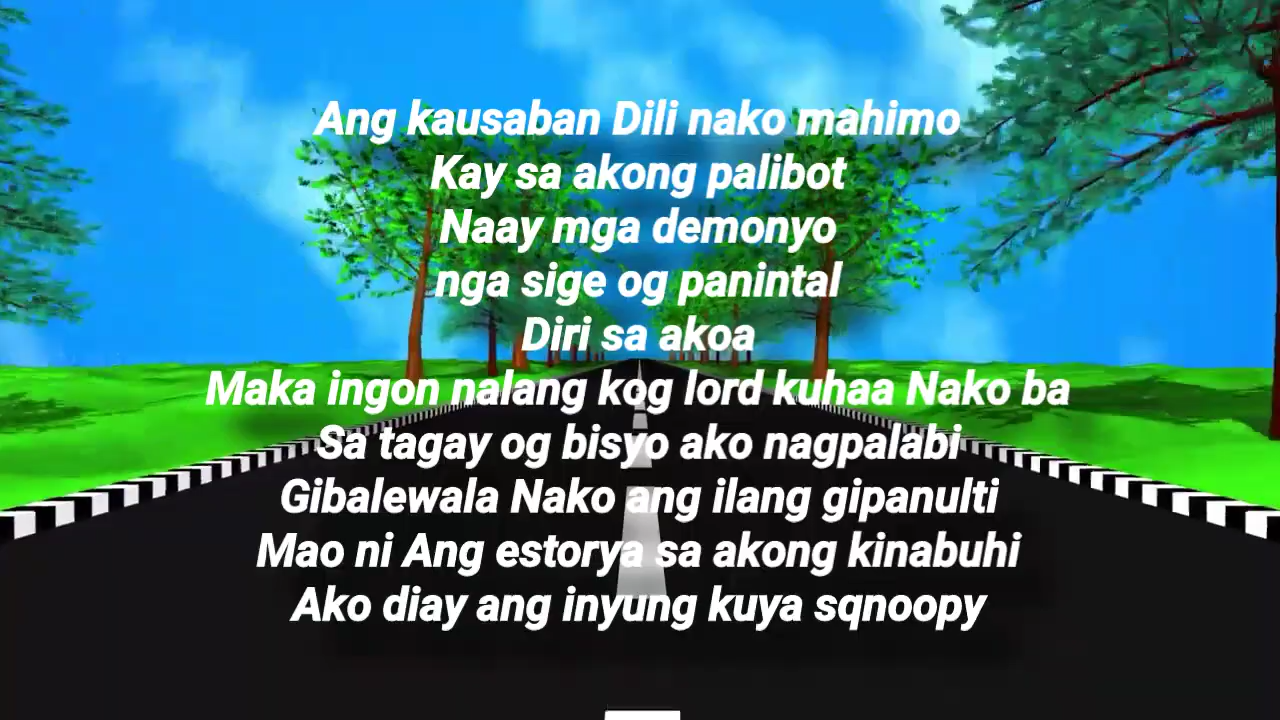 Ang kausaban Dili nako mahimo
Kay sa akong palibot
Naay mga demonyo
nga sige og panintal
Diri sa akoa
Maka ingon nalang kog lord kuhaa Nako ba
Sa tagay og bisyo ako nagpalabi
Gibalewala Nako ang ilang gipanulti
Mao ni Ang estorya sa akong kinabuhi
Ako diay ang inyung kuya sqnoopy